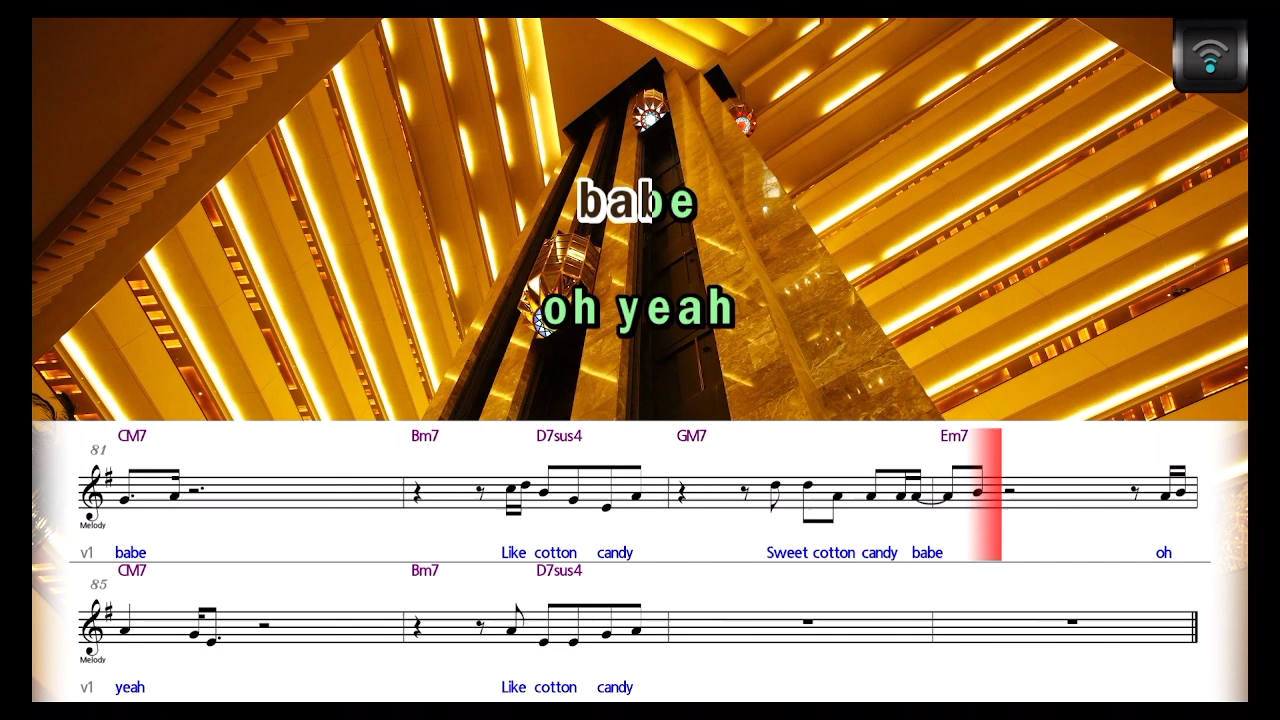 babe
oh yeah
CM7 Bm7 D7sus4 GM7 Em7
81
Melody
v1 babe Like cotton candy Sweet cotton candy babe oh
CM7 Bm7 D7sus4
85
Melody
v1 yeah Like cotton candy